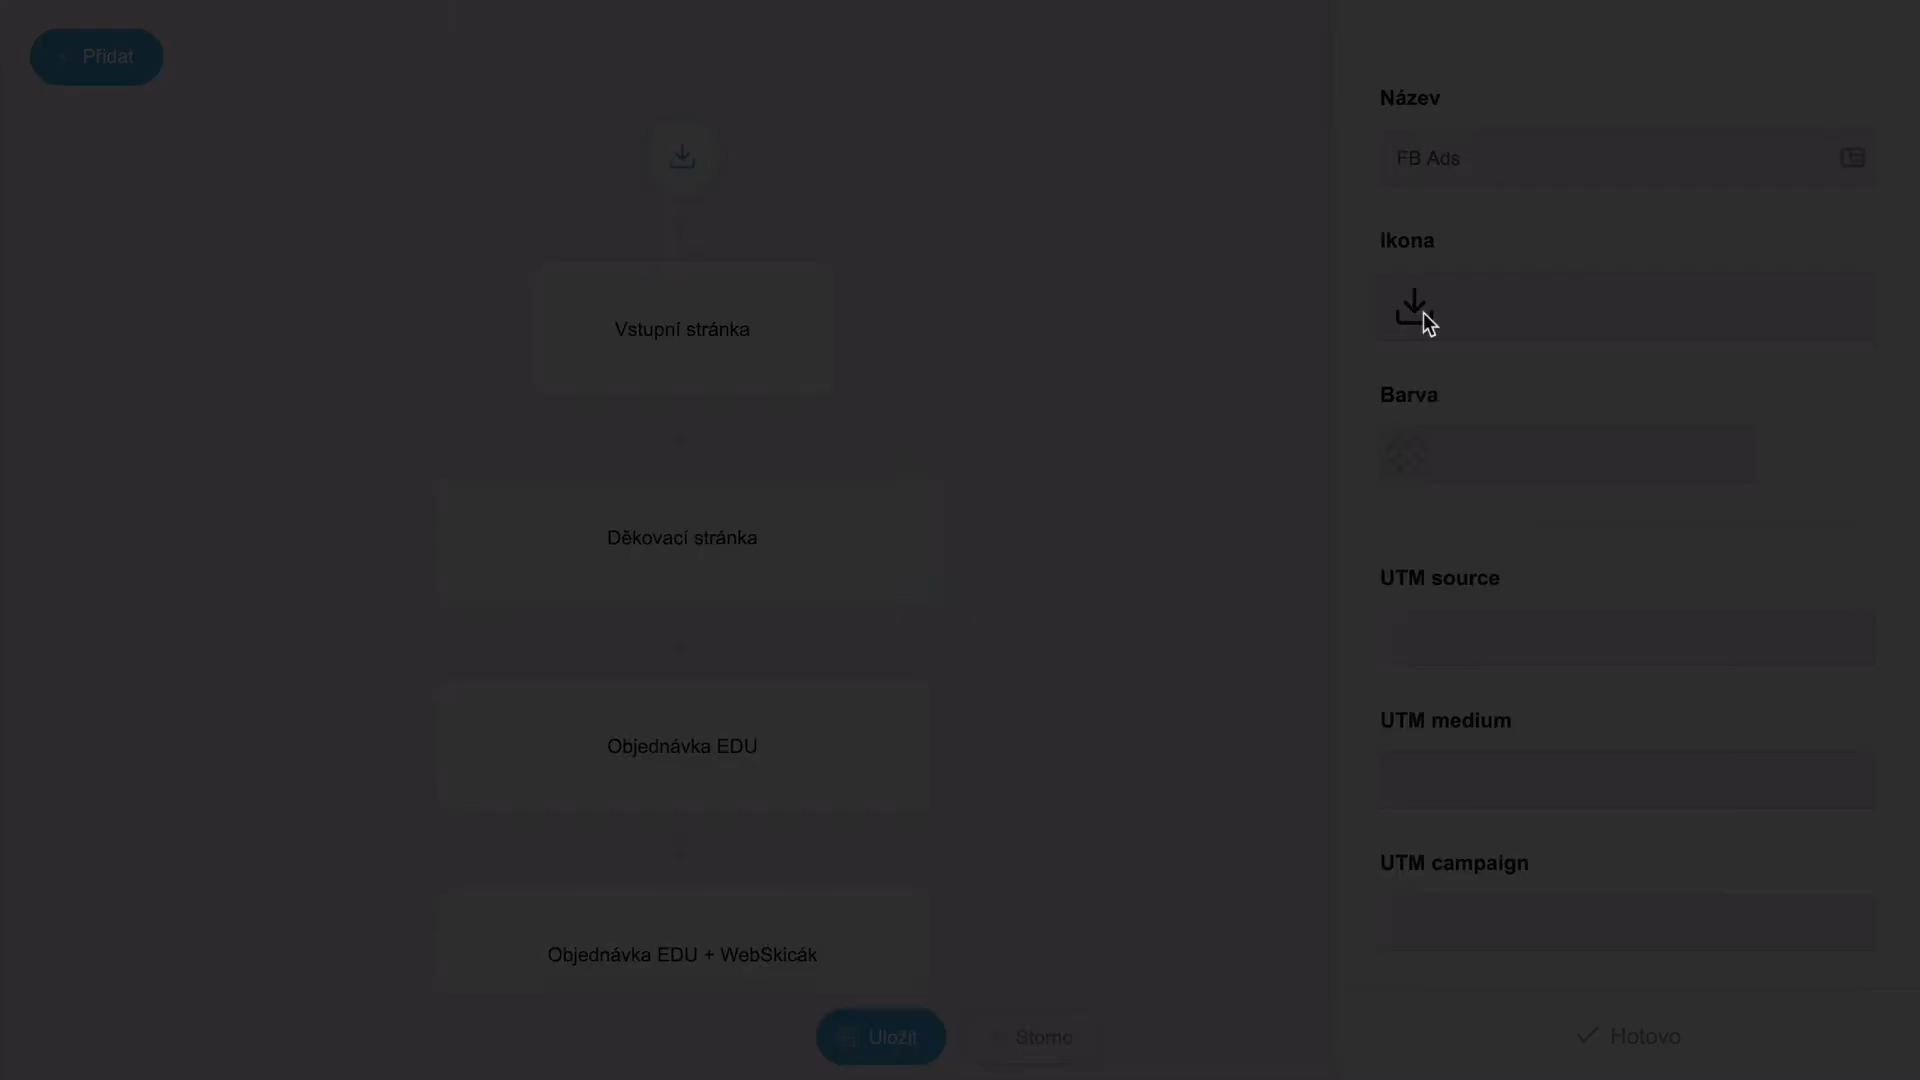 Přidat
Název
FB Ads
Ikona
Vstupní stránka
Barva
Děkovací stránka
UTM source
UTM medium
Objednávka EDU
UTM campaign
Objednávka EDU + WebSkicák
Uložit
Storno
Hotovo